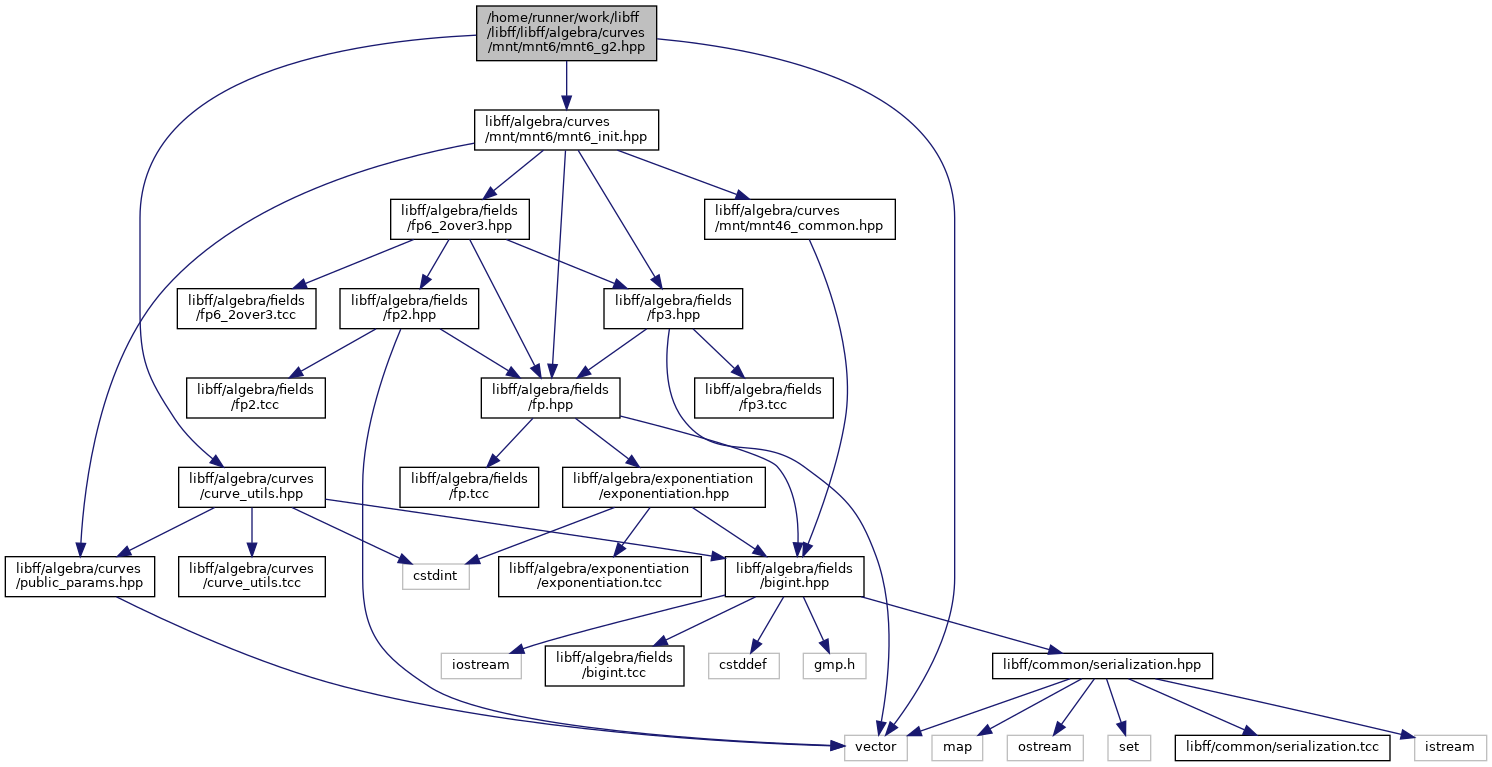 /home/runner/work/libff
/libff/libff/algebra/curves
/mnt/mnt6/mnt6_g2.hpp
libff/algebra/curves
/mnt/mnt6/mnt6_init.hpp
libff/algebra/fields
/fp6_2over3.hpp
libff/algebra/curves
/mnt/mnt46_common.hpp
libff/algebra/fields
/fp6_2over3.tcc
libff/algebra/fields
/fp2.hpp
libff/algebra/fields
/fp3.hpp
libff/algebra/fields
/fp2.tcc
libff/algebra/fields
/fp.hpp
libff/algebra/fields
/fp3.tcc
libff/algebra/curves
/curve_utils.hpp
libff/algebra/fields
/fp.tcc
libff/algebra/exponentiation
/exponentiation.hpp
libff/algebra/curves
/public_params.hpp
libff/algebra/curves
/curve_utils.tcc
cstdint
libff/algebra/exponentiation
/exponentiation.tcc
libff/algebra/fields
/bigint.hpp
iostream
libff/algebra/fields
/bigint.tcc
cstddef
gmp.h
libff/common/serialization.hpp
vector
map
ostream
set
libff/common/serialization.tcc
istream